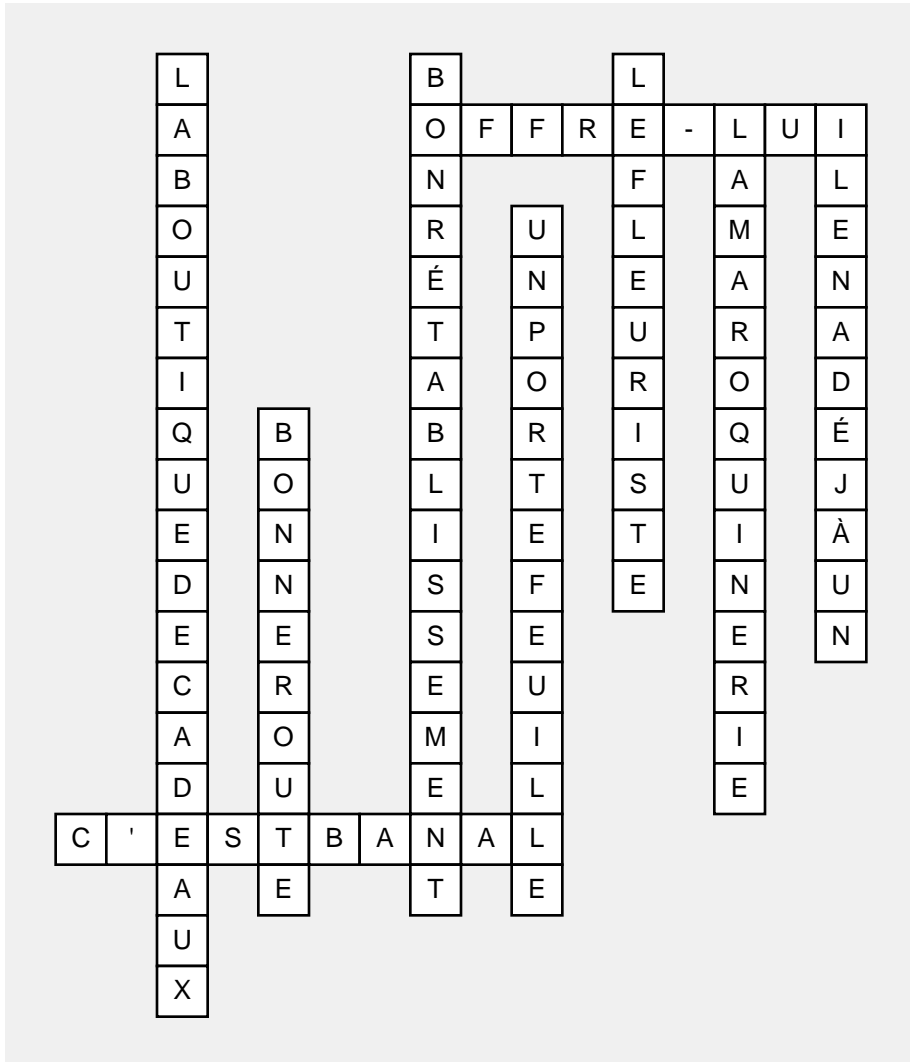 LABOUTIQUEDECADEAUX
BONRÉTABLISSEMENT
LEFLEURISTE
OFFRE-LUI
LAMAROQUINERIE
ILENADÉJÀUN
UNPORTEFEUILLE
BONNEROUTE
C'ESTBANAL